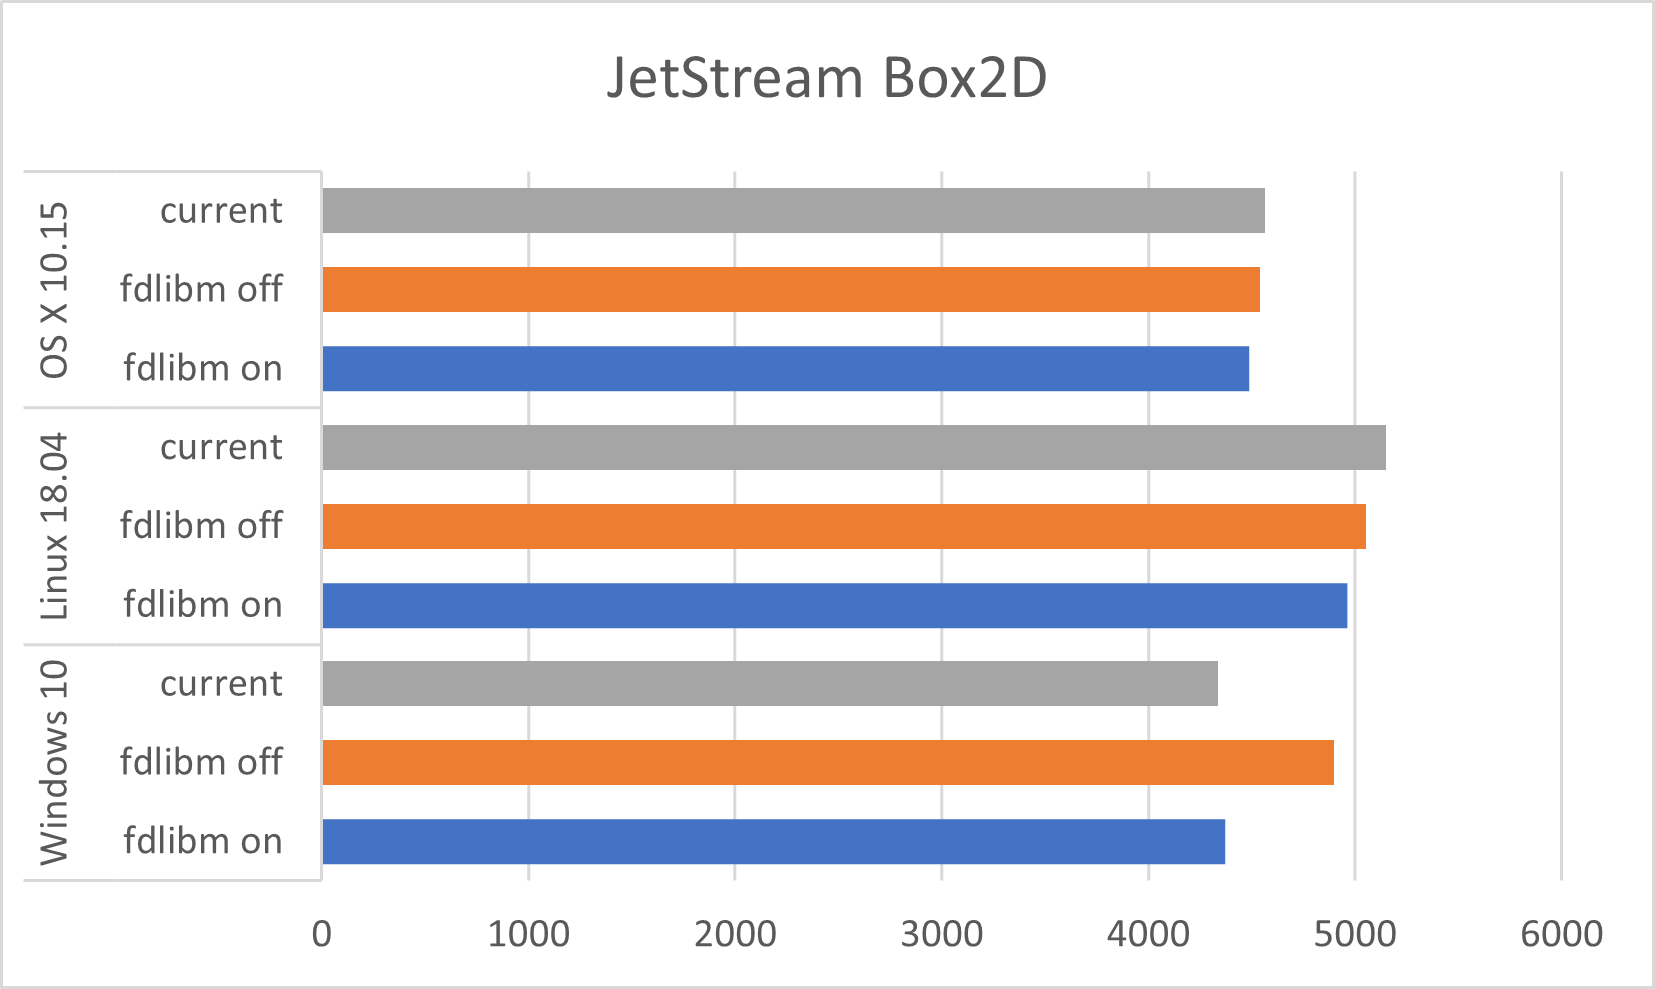 JetStream Box2D
OS X 10.15
current
fdlibm off
fdlibm on
Linux 18.04
current
fdlibm off
fdlibm on
Windows 10
current
fdlibm off
fdlibm on
0 1000 2000 3000 4000 5000 6000